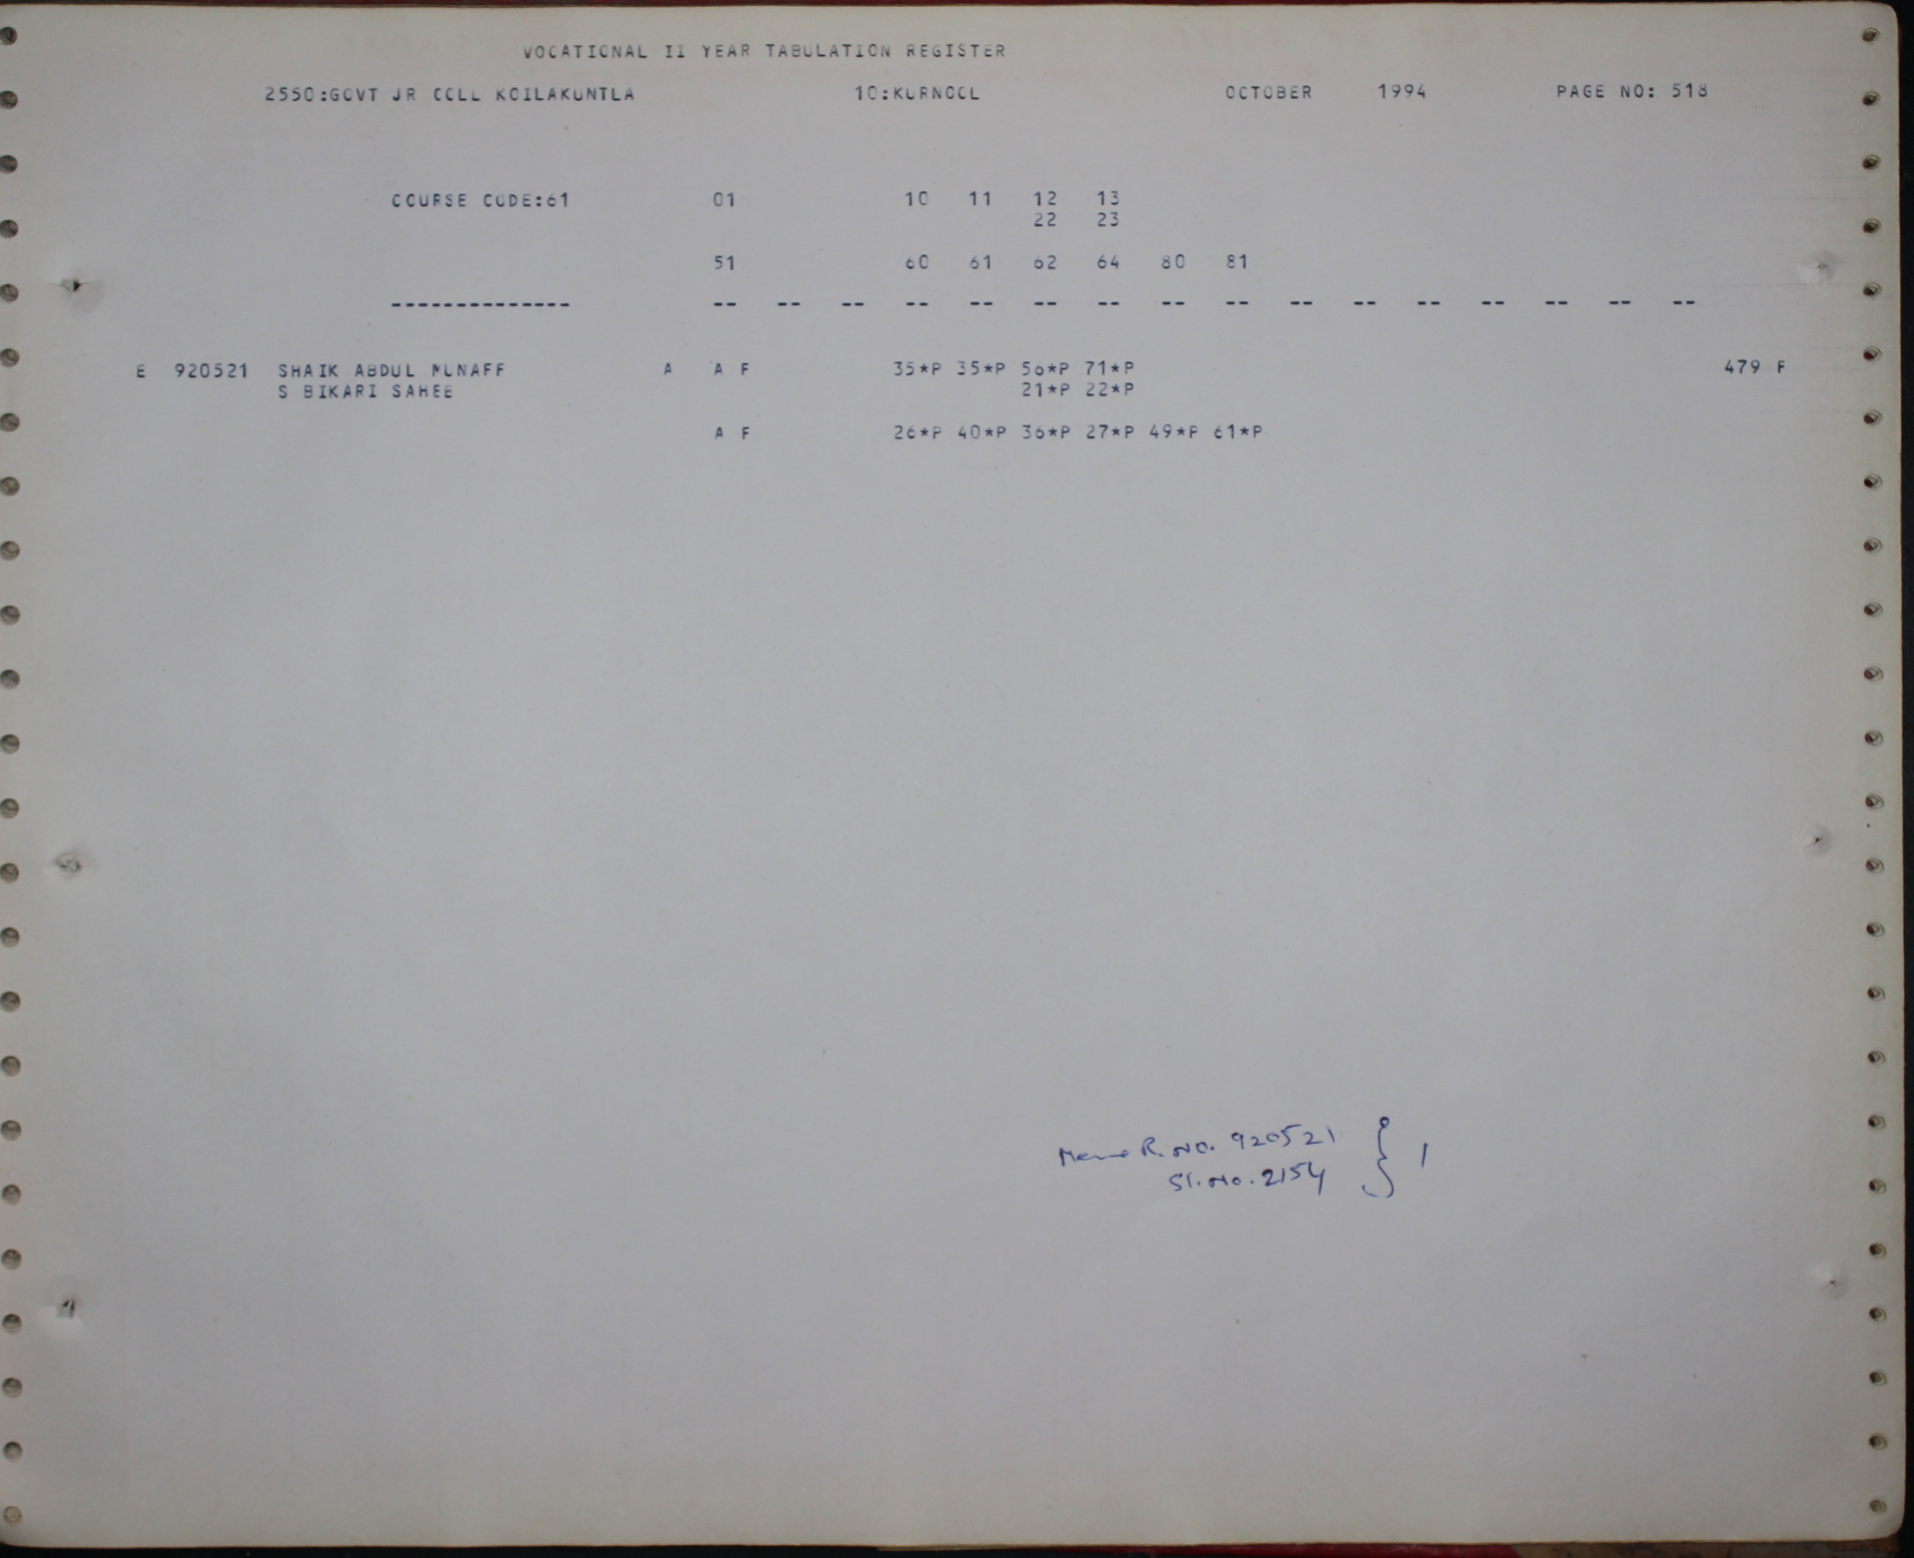 VOCATIONAL II YEAR TABULATION REGISTER
2550:GOVT JR COLL KOILAKUNTLA 10:KURNOOL OCTOBER 1994 PAGE NO: 518
COURSE CODE:61 01 10 11 12 13
22 23
51 60 61 62 64 80 81
-------------- -- -- -- -- -- -- -- -- -- -- -- -- -- -- -- --
E 920521 SHAIK ABDUL MUNAFF A A F 35*P 35*P 56*P 71*P 479 F
S BIKARI SAHEB 21*P 22*P
A F 26*P 40*P 36*P 27*P 49*P 61*P
Memo R. No. 920521 } 1
Sl. No. 2154